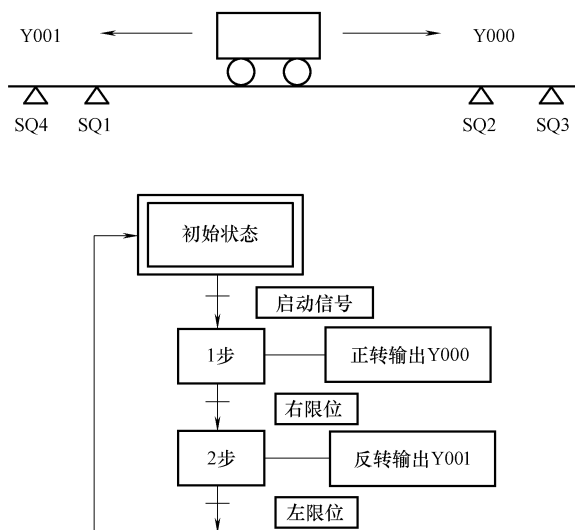 Y001
Y000
SQ4
SQ1
SQ2
SQ3
初始状态
启动信号
1步
正转输出Y000
右限位
2步
反转输出Y001
左限位